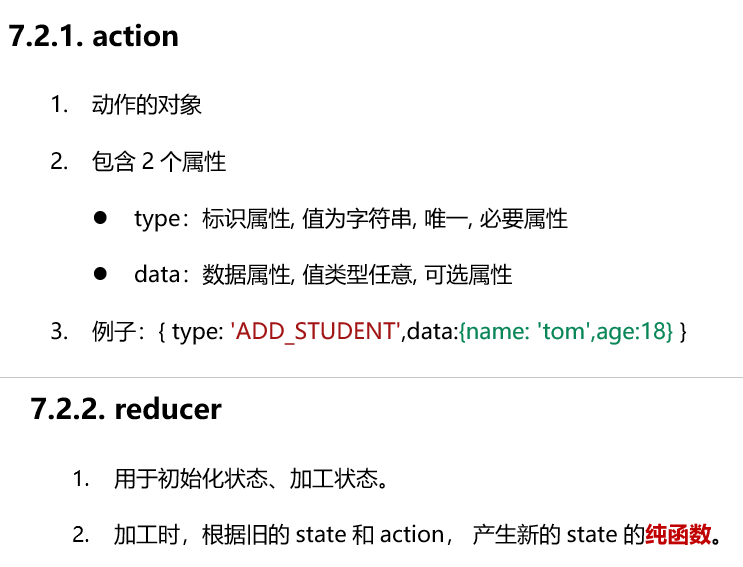 7.2.1. action
1. 动作的对象
2. 包含 2 个属性
● type：标识属性, 值为字符串, 唯一, 必要属性
● data：数据属性, 值类型任意, 可选属性
3. 例子：{ type: 'ADD_STUDENT',data:{name: 'tom',age:18} }
7.2.2. reducer
1. 用于初始化状态、加工状态。
2. 加工时，根据旧的 state 和 action， 产生新的 state 的纯函数。